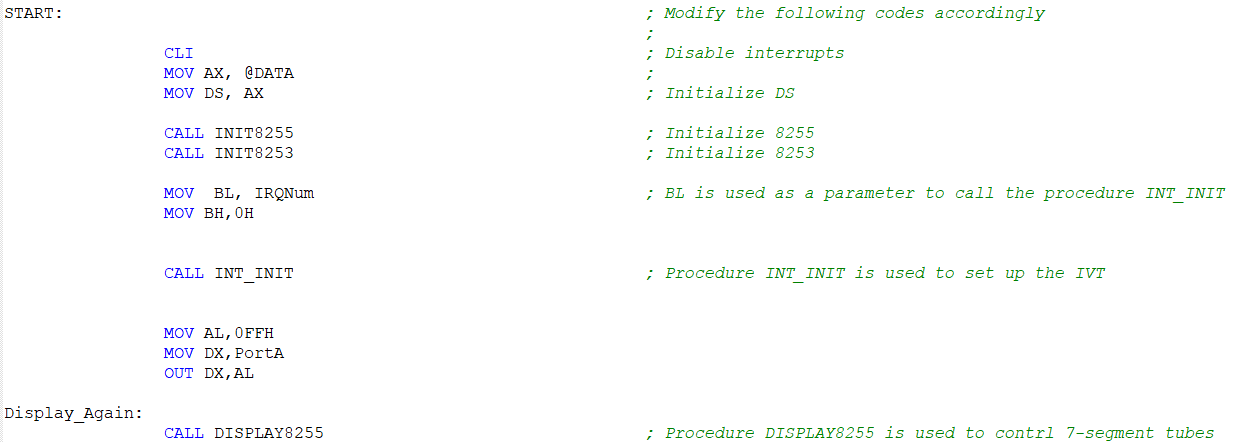 START: ; Modify the following codes accordingly
;
CLI ; Disable interrupts
MOV AX, @DATA ;
MOV DS, AX ; Initialize DS
CALL INIT8255 ; Initialize 8255
CALL INIT8253 ; Initialize 8253
MOV BL, IRQNum ; BL is used as a parameter to call the procedure INT_INIT
MOV BH,0H
CALL INT_INIT ; Procedure INT_INIT is used to set up the IVT
MOV AL,0FFH
MOV DX,PortA
OUT DX,AL
Display_Again:
CALL DISPLAY8255 ; Procedure DISPLAY8255 is used to contrl 7-segment tubes